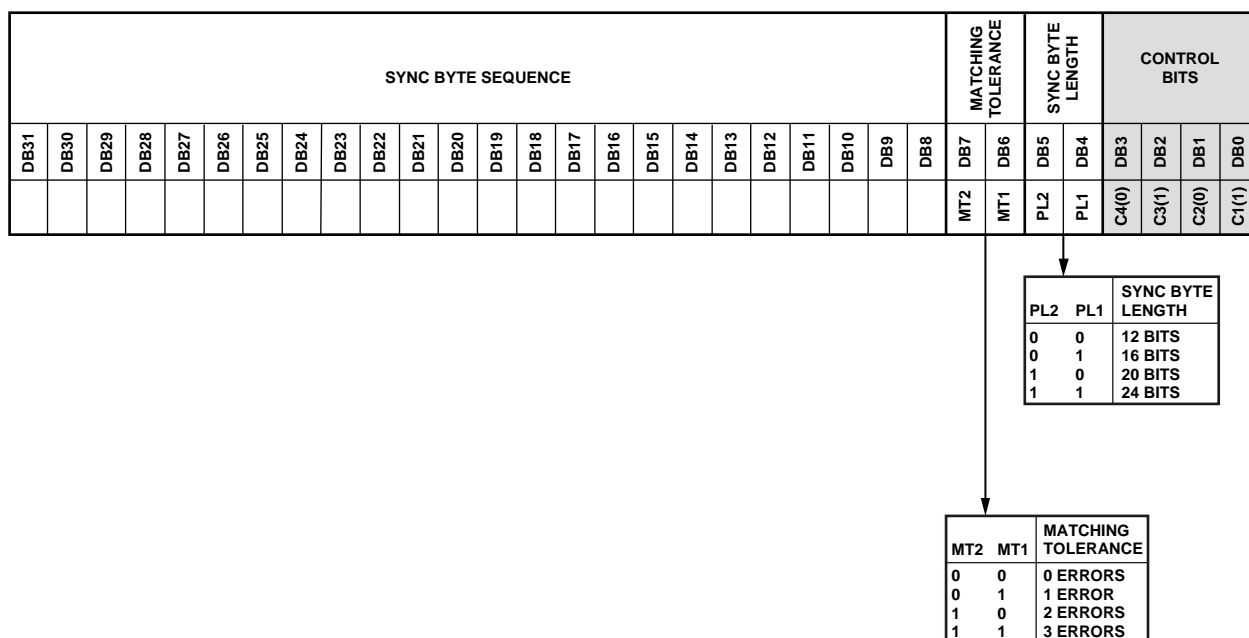 SYNC BYTE SEQUENCE
MATCHING
TOLERANCE
SYNC BYTE
LENGTH
CONTROL
BITS
DB31 DB30 DB29 DB28 DB27 DB26 DB25 DB24 DB23 DB22 DB21 DB20 DB19 DB18 DB17 DB16 DB15 DB14 DB13 DB12 DB11 DB10 DB9 DB8 DB7 DB6 DB5 DB4 DB3 DB2 DB1 DB0
MT2 MT1 PL2 PL1 C4(0) C3(1) C2(0) C1(1)
SYNC BYTE
PL2 PL1 LENGTH
0 0 12 BITS
0 1 16 BITS
1 0 20 BITS
1 1 24 BITS
MATCHING
MT2 MT1 TOLERANCE
0 0 0 ERRORS
0 1 1 ERROR
1 0 2 ERRORS
1 1 3 ERRORS